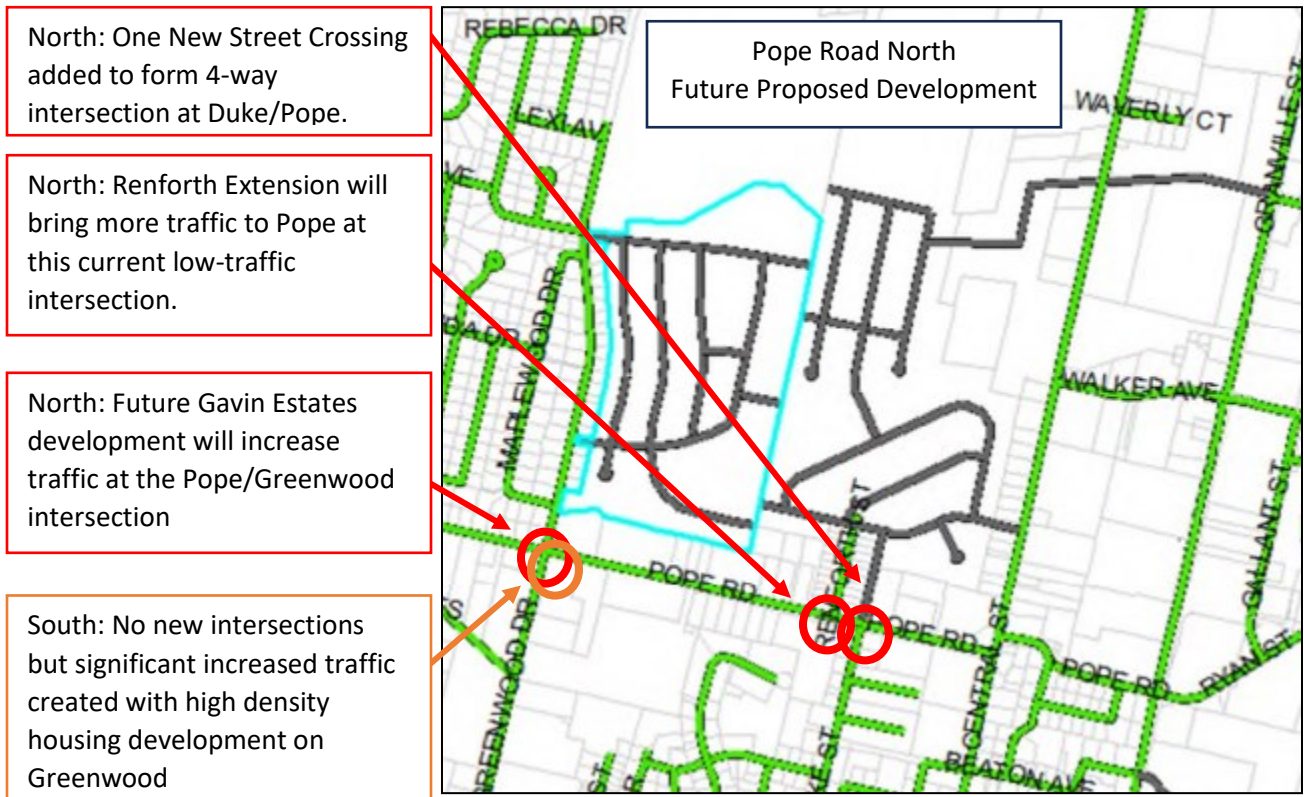 North: One New Street Crossing
added to form 4-way
intersection at Duke/Pope.
North: Renforth Extension will
bring more traffic to Pope at
this current low-traffic
intersection.
North: Future Gavin Estates
development will increase
traffic at the Pope/Greenwood
intersection
South: No new intersections
but significant increased traffic
created with high density
housing development on
Greenwood
Pope Road North
Future Proposed Development
REBECCA DR
LEXI AV
WAVERLY CT
GRANVILLE ST
MAPLEWOOD DR
WALKER AVE
GALLANT ST
POPE RD
POPE RD
POPE RD
RYAN ST
CENTRAL ST
GREENWOOD DR
BEATON AVE
ST